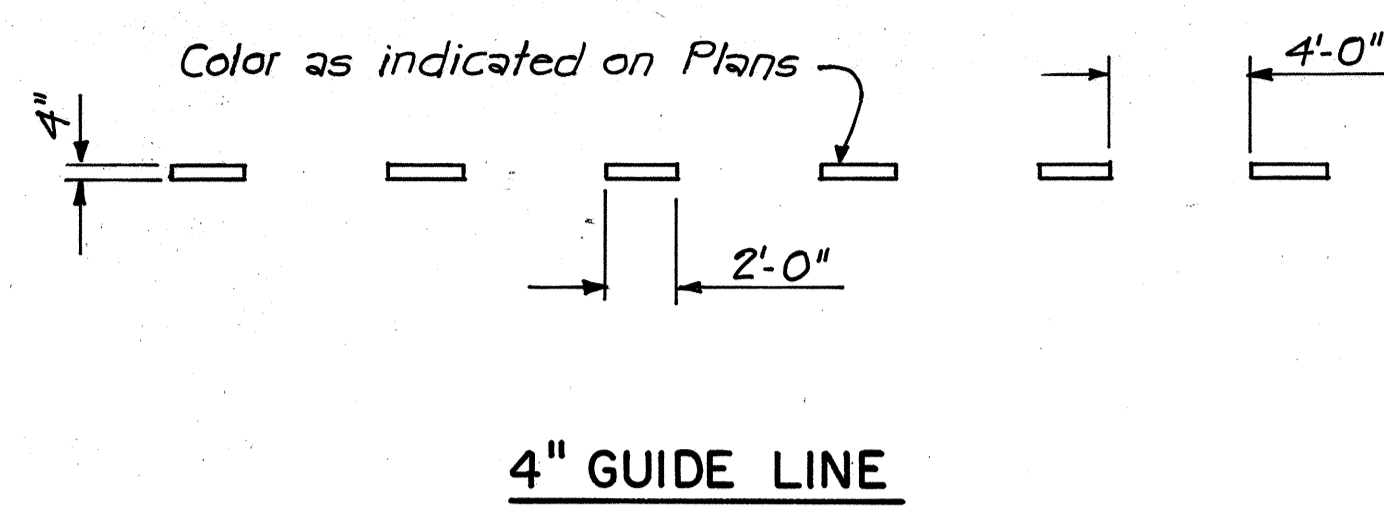 Color as indicated on Plans
4'-0"
4"
2'-0"
4" GUIDE LINE